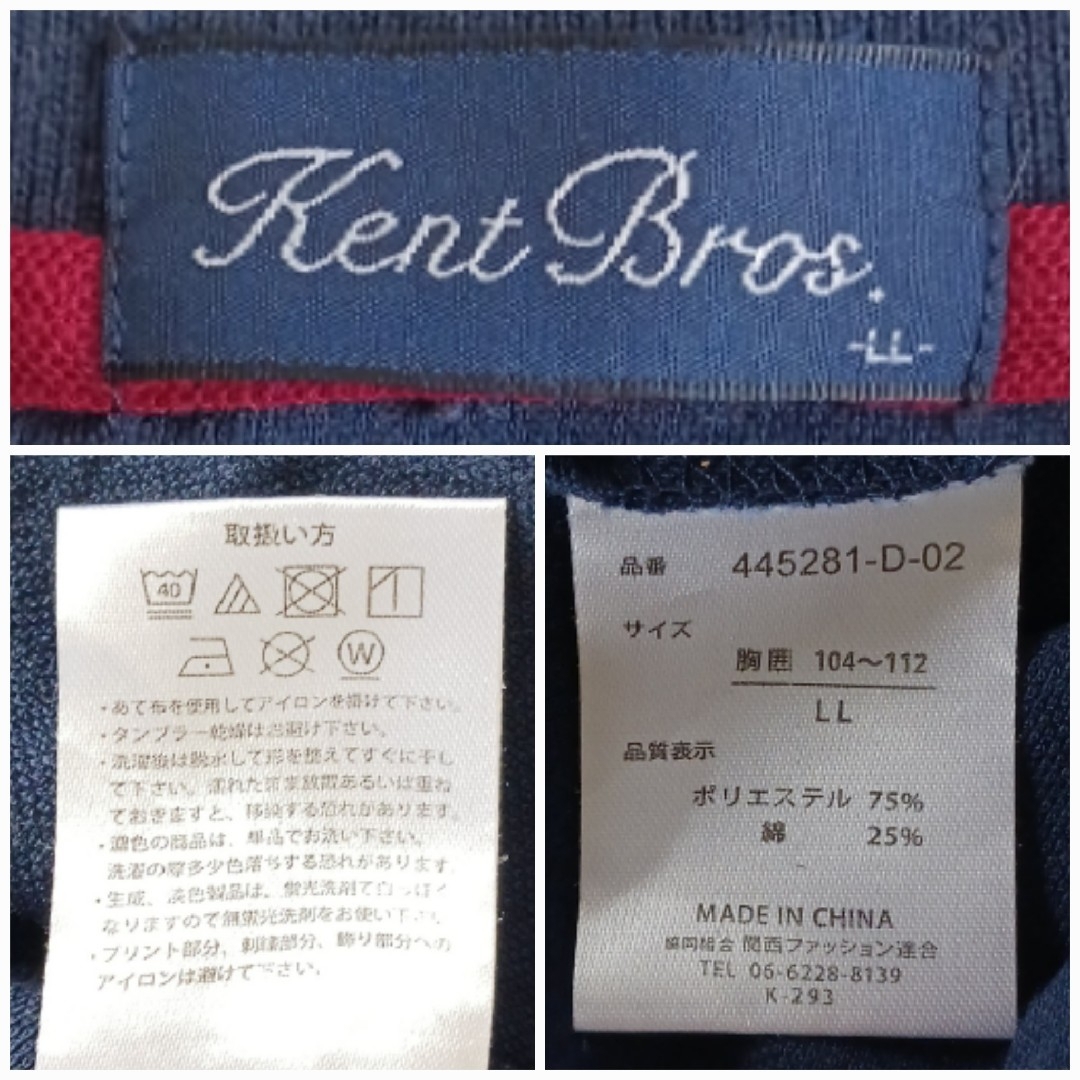 Kent Bros.
-LL-
取扱い方
40
W
・あて布を使用してアイロンを掛けて下さい。
・タンブラー乾燥はお避け下さい。
・洗濯後は脱水して形を整えてすぐに干し
て下さい。濡れたまま放置あるいは重ね
ておきますと、移染する恐れがあります
・濃色の商品は、単品でお洗い下さい。
洗濯の際多少色落ちする恐れがあります
・生成、淡色製品は、蛍光洗剤で白っぽく
なりますので無蛍光洗剤をお使い下さい
・プリント部分，刺繍部分、飾り部分への
アイロンは避けて下さい。
品番 445281-D-02
サイズ
胸囲 104～112
LL
品質表示
ポリエステル 75%
綿 25%
MADE IN CHINA
協同組合 関西ファッション連合
TEL 06-6228-8139
K-293